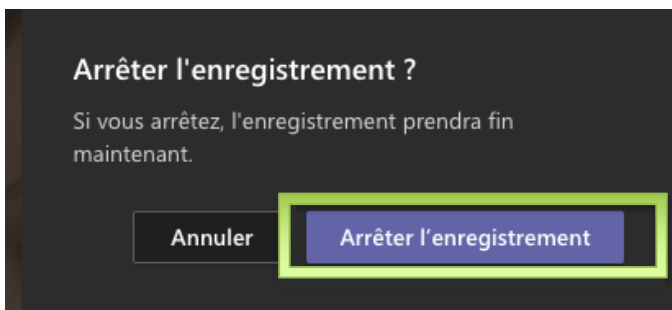 Arrêter l'enregistrement ?
Si vous arrêtez, l'enregistrement prendra fin
maintenant.
Annuler
Arrêter l’enregistrement